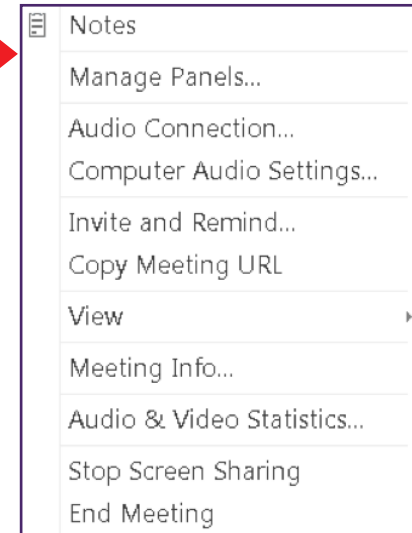 Notes
Manage Panels...
Audio Connection...
Computer Audio Settings...
Invite and Remind...
Copy Meeting URL
View
Meeting Info...
Audio & Video Statistics...
Stop Screen Sharing
End Meeting